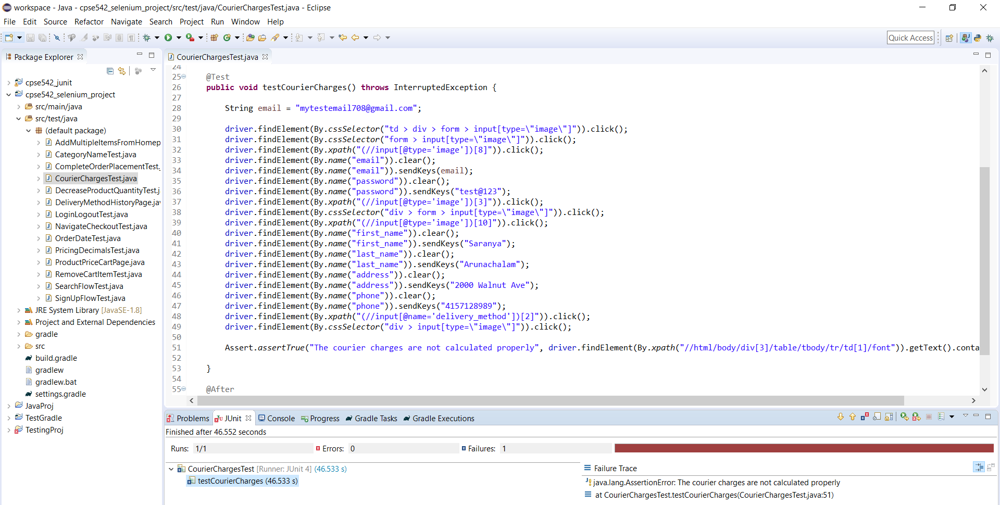 workspace - Java - cpse542_selenium_project/src/test/java/CourierChargesTest.java - Eclipse
File Edit Source Refactor Navigate Search Project Run Window Help
Quick Access
Package Explorer
cpse542_junit
cpse542_selenium_project
src/main/java
src/test/java
(default package)
AddMultipleItemsFromHomep
CategoryNameTest.java
CompleteOrderPlacementTest.
CourierChargesTest.java
DecreaseProductQuantityTest.j
DeliveryMethodHistoryPage.jav
LoginLogoutTest.java
NavigateCheckoutTest.java
OrderDateTest.java
PricingDecimalsTest.java
ProductPriceCartPage.java
RemoveCartItemTest.java
SearchFlowTest.java
SignUpFlowTest.java
JRE System Library [JavaSE-1.8]
Project and External Dependencies
gradle
src
build.gradle
gradlew
gradlew.bat
settings.gradle
JavaProj
TestGradle
TestingProj
CourierChargesTest.java
24
25 @Test
26 public void testCourierCharges() throws InterruptedException {
27
28 String email = "mytestemail708@gmail.com";
29
30 driver.findElement(By.cssSelector("td > div > form > input[type=\"image\"]")).click();
31 driver.findElement(By.cssSelector("form > input[type=\"image\"]")).click();
32 driver.findElement(By.xpath("(//input[@type='image'])[8]")).click();
33 driver.findElement(By.name("email")).clear();
34 driver.findElement(By.name("email")).sendKeys(email);
35 driver.findElement(By.name("password")).clear();
36 driver.findElement(By.name("password")).sendKeys("test@123");
37 driver.findElement(By.xpath("(//input[@type='image'])[3]")).click();
38 driver.findElement(By.cssSelector("div > form > input[type=\"image\"]")).click();
39 driver.findElement(By.xpath("(//input[@type='image'])[10]")).click();
40 driver.findElement(By.name("first_name")).clear();
41 driver.findElement(By.name("first_name")).sendKeys("Saranya");
42 driver.findElement(By.name("last_name")).clear();
43 driver.findElement(By.name("last_name")).sendKeys("Arunachalam");
44 driver.findElement(By.name("address")).clear();
45 driver.findElement(By.name("address")).sendKeys("2000 Walnut Ave");
46 driver.findElement(By.name("phone")).clear();
47 driver.findElement(By.name("phone")).sendKeys("4157128989");
48 driver.findElement(By.xpath("(//input[@name='delivery_method'])[2]")).click();
49 driver.findElement(By.cssSelector("div > input[type=\"image\"]")).click();
50
51 Assert.assertTrue("The courier charges are not calculated properly", driver.findElement(By.xpath("//html/body/div[3]/table/tbody/tr/td[1]/font")).getText().conta
52
53 }
54
55 @After
Problems JUnit Console Progress Gradle Tasks Gradle Executions
Finished after 46.552 seconds
Runs: 1/1 Errors: 0 Failures: 1
CourierChargesTest [Runner: JUnit 4] (46.533 s)
testCourierCharges (46.533 s)
Failure Trace
java.lang.AssertionError: The courier charges are not calculated properly
at CourierChargesTest.testCourierCharges(CourierChargesTest.java:51)